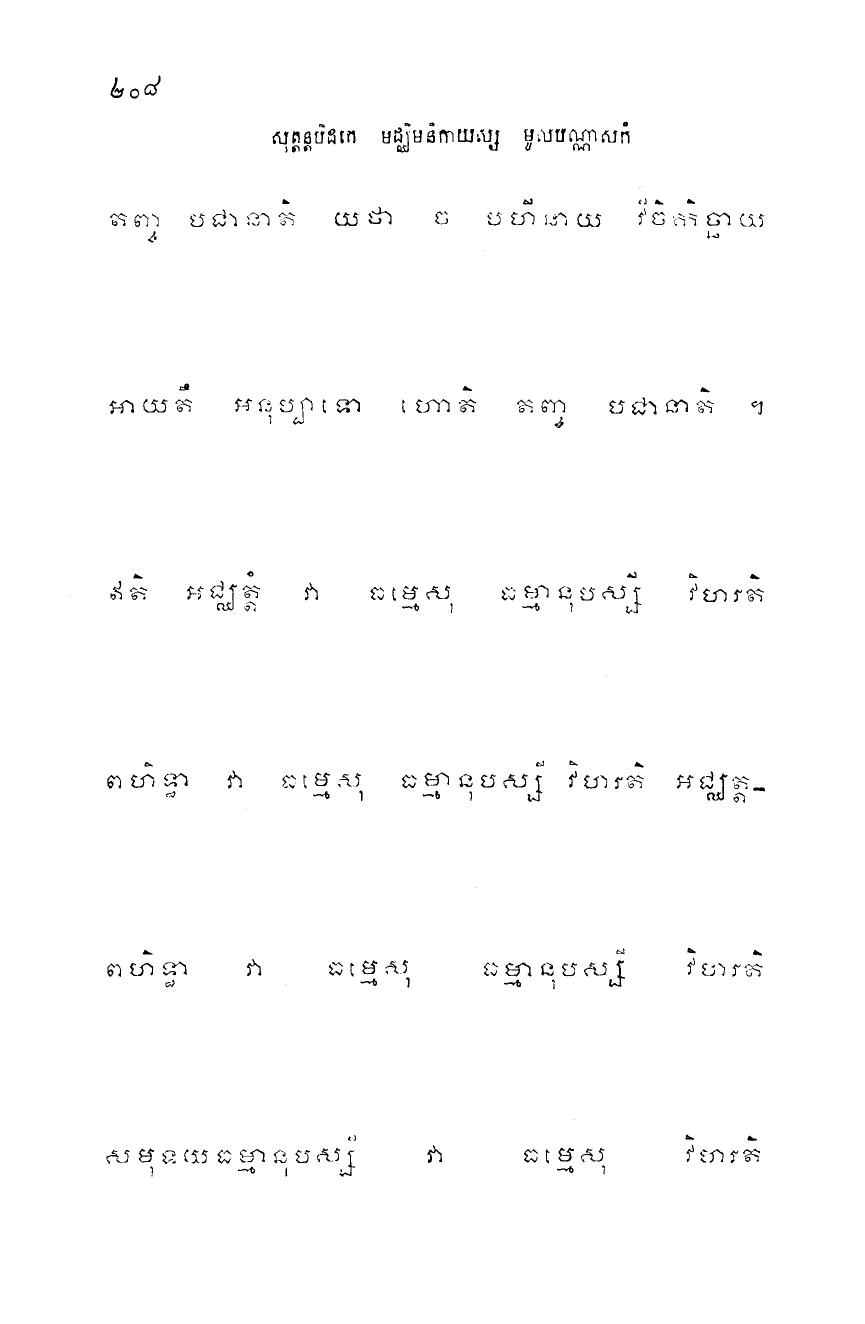 ២០៨
សុត្តន្តបិដកេ មជ្ឈិមនិកាយស្ស មូលបណ្ណាសកំ
តញ្ច បជានាតិ យថា ច បហីនាយ វិចិកិច្ឆាយ
អាយតឹ អនុប្បាទោ ហោតិ តញ្ច បជានាតិ ។
ឥតិ អជ្ឈត្តំ វា ធម្មេសុ ធម្មានុបស្សី វិហរតិ
ពហិទ្ធា វា ធម្មេសុ ធម្មានុបស្សី វិហរតិ អជ្ឈត្ត-
ពហិទ្ធា វា ធម្មេសុ ធម្មានុបស្សី វិហរតិ
សមុទយធម្មានុបស្សី វា ធម្មេសុ វិហរតិ